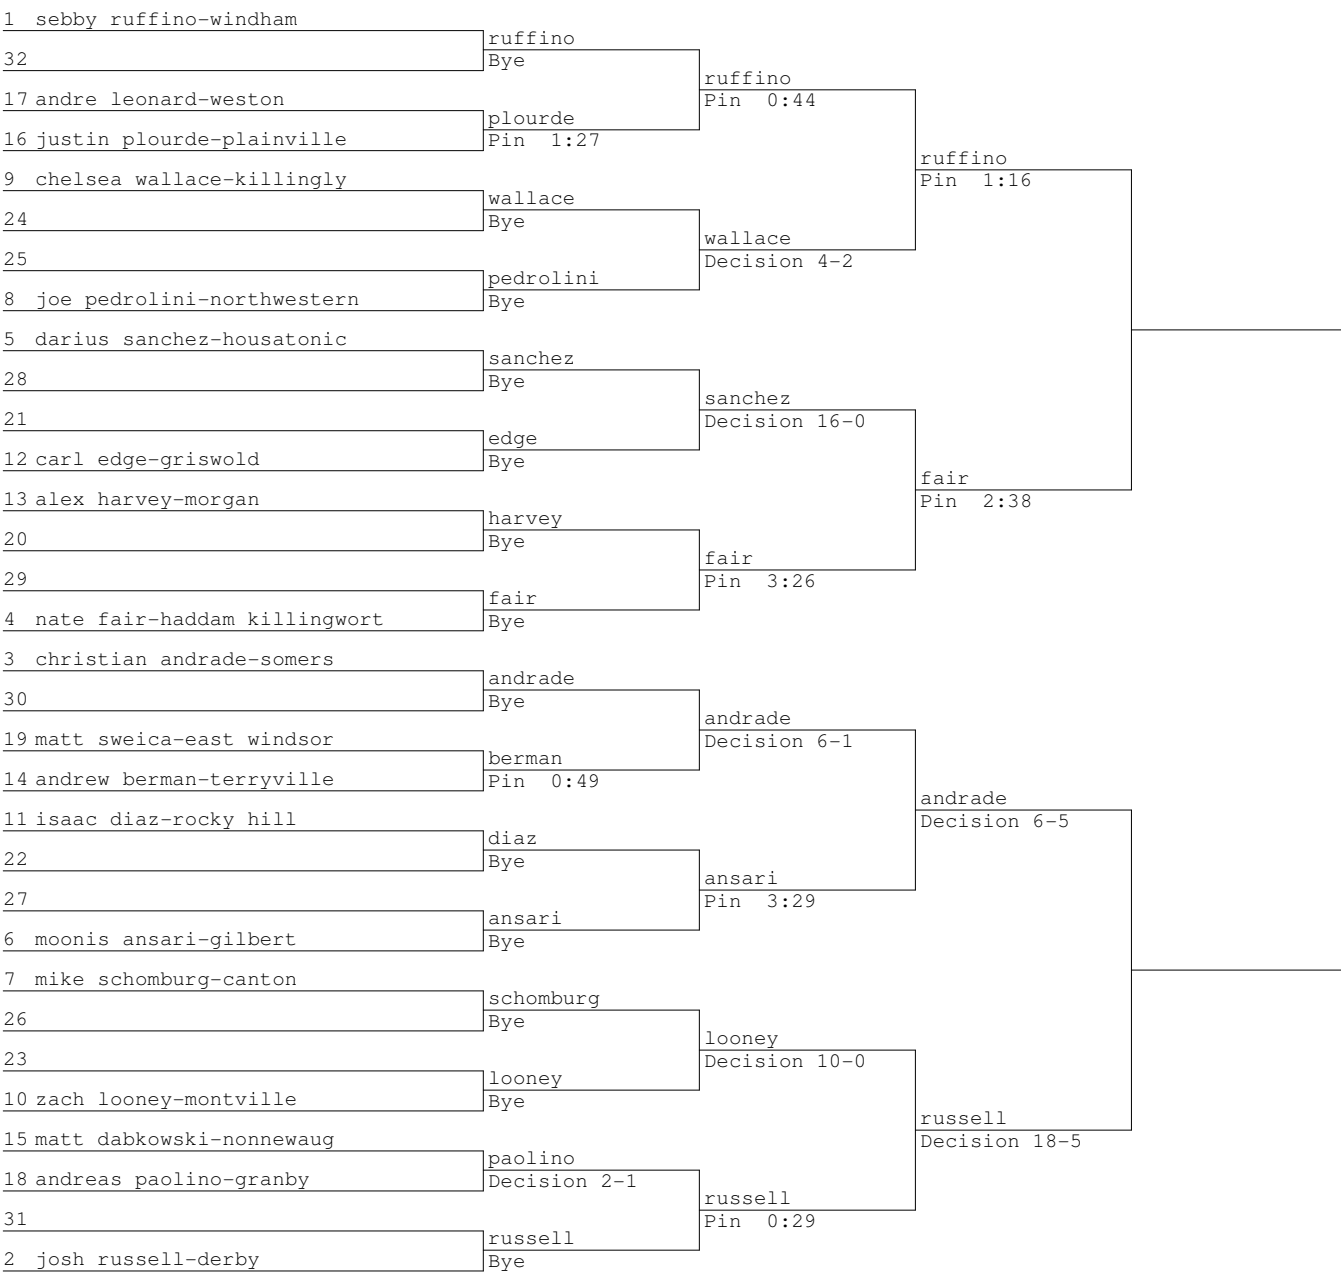 1 sebby ruffino-windham
32
17 andre leonard-weston
16 justin plourde-plainville
9 chelsea wallace-killingly
24
25
8 joe pedrolini-northwestern
5 darius sanchez-housatonic
28
21
12 carl edge-griswold
13 alex harvey-morgan
20
29
4 nate fair-haddam killingwort
3 christian andrade-somers
30
19 matt sweica-east windsor
14 andrew berman-terryville
11 isaac diaz-rocky hill
22
27
6 moonis ansari-gilbert
7 mike schomburg-canton
26
23
10 zach looney-montville
15 matt dabkowski-nonnewaug
18 andreas paolino-granby
31
2 josh russell-derby
ruffino
Bye
plourde
Pin 1:27
wallace
Bye
pedrolini
Bye
sanchez
Bye
edge
Bye
harvey
Bye
fair
Bye
andrade
Bye
berman
Pin 0:49
diaz
Bye
ansari
Bye
schomburg
Bye
looney
Bye
paolino
Decision 2-1
russell
Bye
ruffino
Pin 0:44
wallace
Decision 4-2
sanchez
Decision 16-0
fair
Pin 3:26
andrade
Decision 6-1
ansari
Pin 3:29
looney
Decision 10-0
russell
Pin 0:29
ruffino
Pin 1:16
fair
Pin 2:38
andrade
Decision 6-5
russell
Decision 18-5